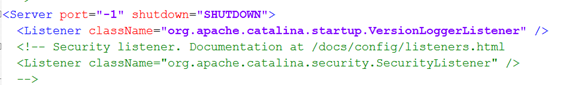 <Server port="-1" shutdown="SHUTDOWN">
<Listener className="org.apache.catalina.startup.VersionLoggerListener" />
<!-- Security listener. Documentation at /docs/config/listeners.html
<Listener className="org.apache.catalina.security.SecurityListener" />
-->